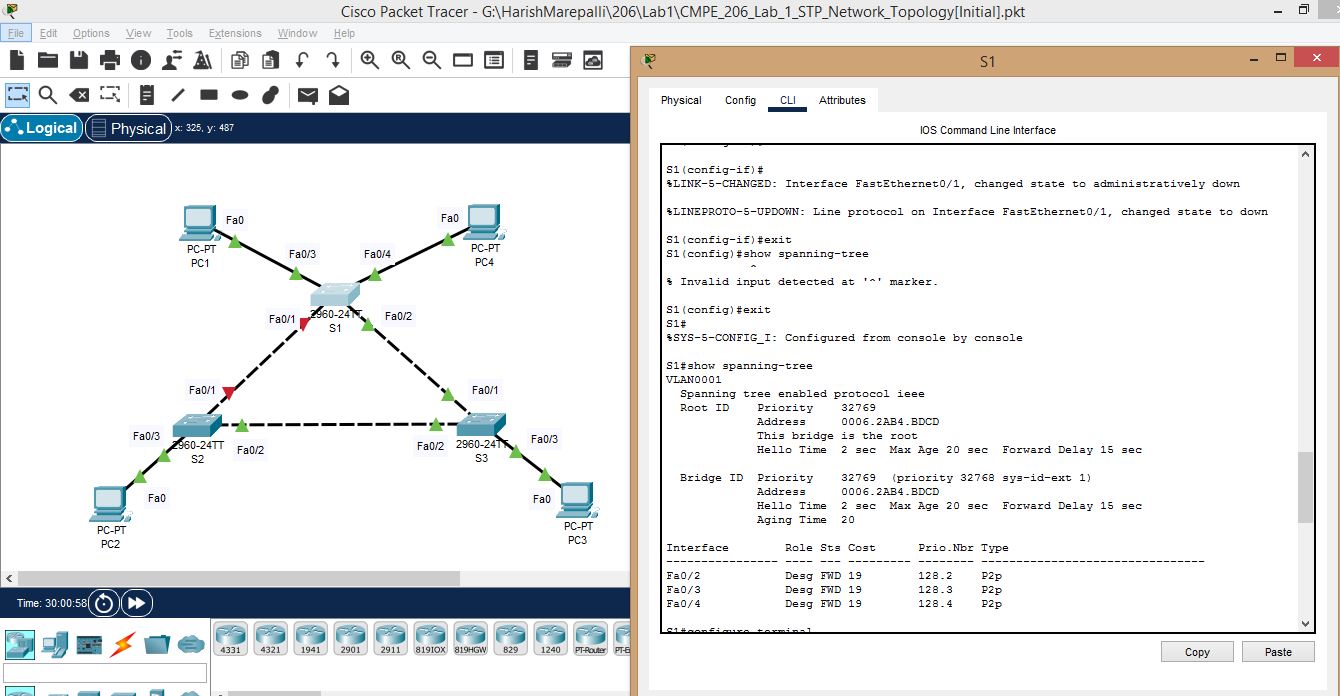 Cisco Packet Tracer - G:\HarishMarepalli\206\Lab1\CMPE_206_Lab_1_STP_Network_Topology[Initial].pkt
File Edit Options View Tools Extensions Window Help
Logical Physical x: 325, y: 487
Fa0
Fa0
PC-PT
PC1
PC-PT
PC4
Fa0/3
Fa0/4
Fa0/1
2960-24TT
S1
Fa0/2
Fa0/1
Fa0/1
Fa0/3
2960-24TT
S2
Fa0/2
Fa0/2
2960-24TT
S3
Fa0/3
Fa0
PC-PT
PC2
Fa0
PC-PT
PC3
Time: 30:00:58
4331 4321 1941 2901 2911 819IOX 819HGW 829 1240 PT-Router
S1
Physical Config CLI Attributes
IOS Command Line Interface
S1(config-if)#
%LINK-5-CHANGED: Interface FastEthernet0/1, changed state to administratively down
%LINEPROTO-5-UPDOWN: Line protocol on Interface FastEthernet0/1, changed state to down
S1(config-if)#exit
S1(config)#show spanning-tree
^
% Invalid input detected at '^' marker.
S1(config)#exit
S1#
%SYS-5-CONFIG_I: Configured from console by console
S1#show spanning-tree
VLAN0001
Spanning tree enabled protocol ieee
Root ID Priority 32769
Address 0006.2AB4.BDCD
This bridge is the root
Hello Time 2 sec Max Age 20 sec Forward Delay 15 sec
Bridge ID Priority 32769 (priority 32768 sys-id-ext 1)
Address 0006.2AB4.BDCD
Hello Time 2 sec Max Age 20 sec Forward Delay 15 sec
Aging Time 20
Interface Role Sts Cost Prio.Nbr Type
---------------- ---- --- --------- -------- --------------------------------
Fa0/2 Desg FWD 19 128.2 P2p
Fa0/3 Desg FWD 19 128.3 P2p
Fa0/4 Desg FWD 19 128.4 P2p
S1#configure terminal
Copy Paste